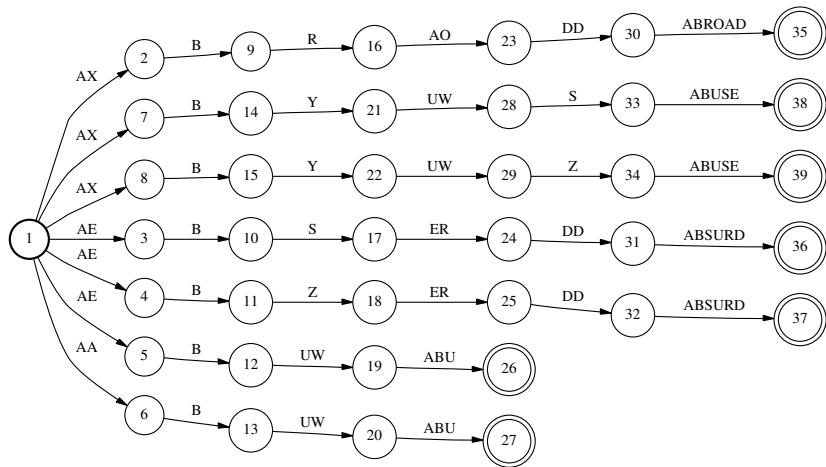 AX 2 B 9 R 16 AO 23 DD 30 ABROAD 35
AX 7 B 14 Y 21 UW 28 S 33 ABUSE 38
AX 8 B 15 Y 22 UW 29 Z 34 ABUSE 39
1 AE 3 B 10 S 17 ER 24 DD 31 ABSURD 36
AE 4 B 11 Z 18 ER 25 DD 32 ABSURD 37
AE 5 B 12 UW 19 ABU 26
AA 6 B 13 UW 20 ABU 27